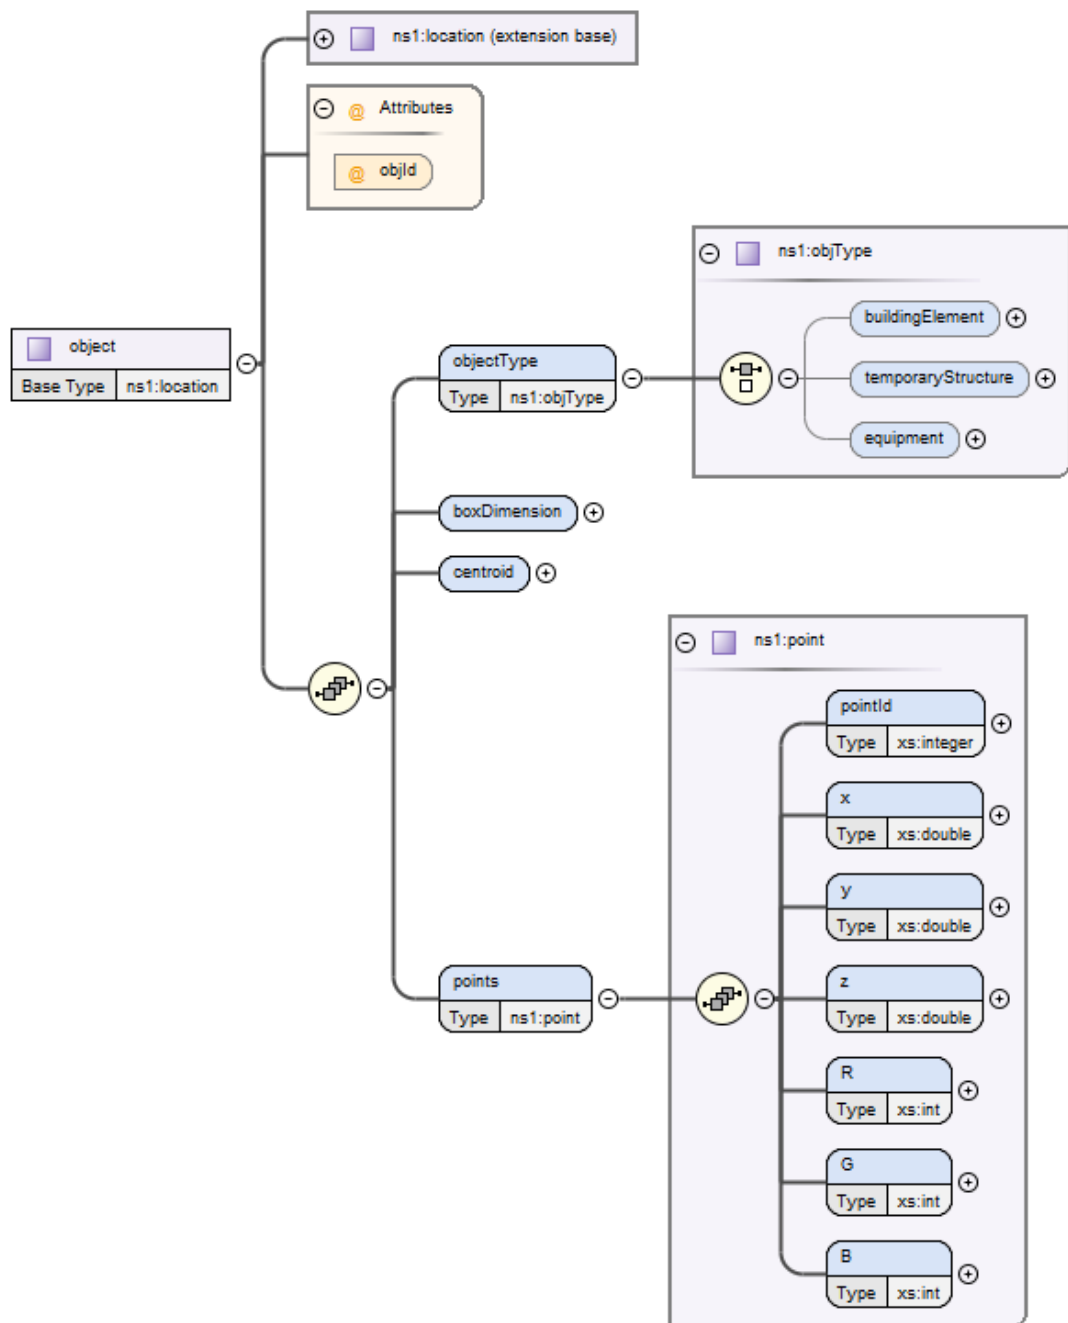 ns1:location (extension base)
@ Attributes
@ objId
ns1:objType
buildingElement
object
Base Type ns1:location
objectType
Type ns1:objType
temporaryStructure
equipment
boxDimension
centroid
ns1:point
pointId
Type xs:integer
x
Type xs:double
y
Type xs:double
points
Type ns1:point
z
Type xs:double
R
Type xs:int
G
Type xs:int
B
Type xs:int